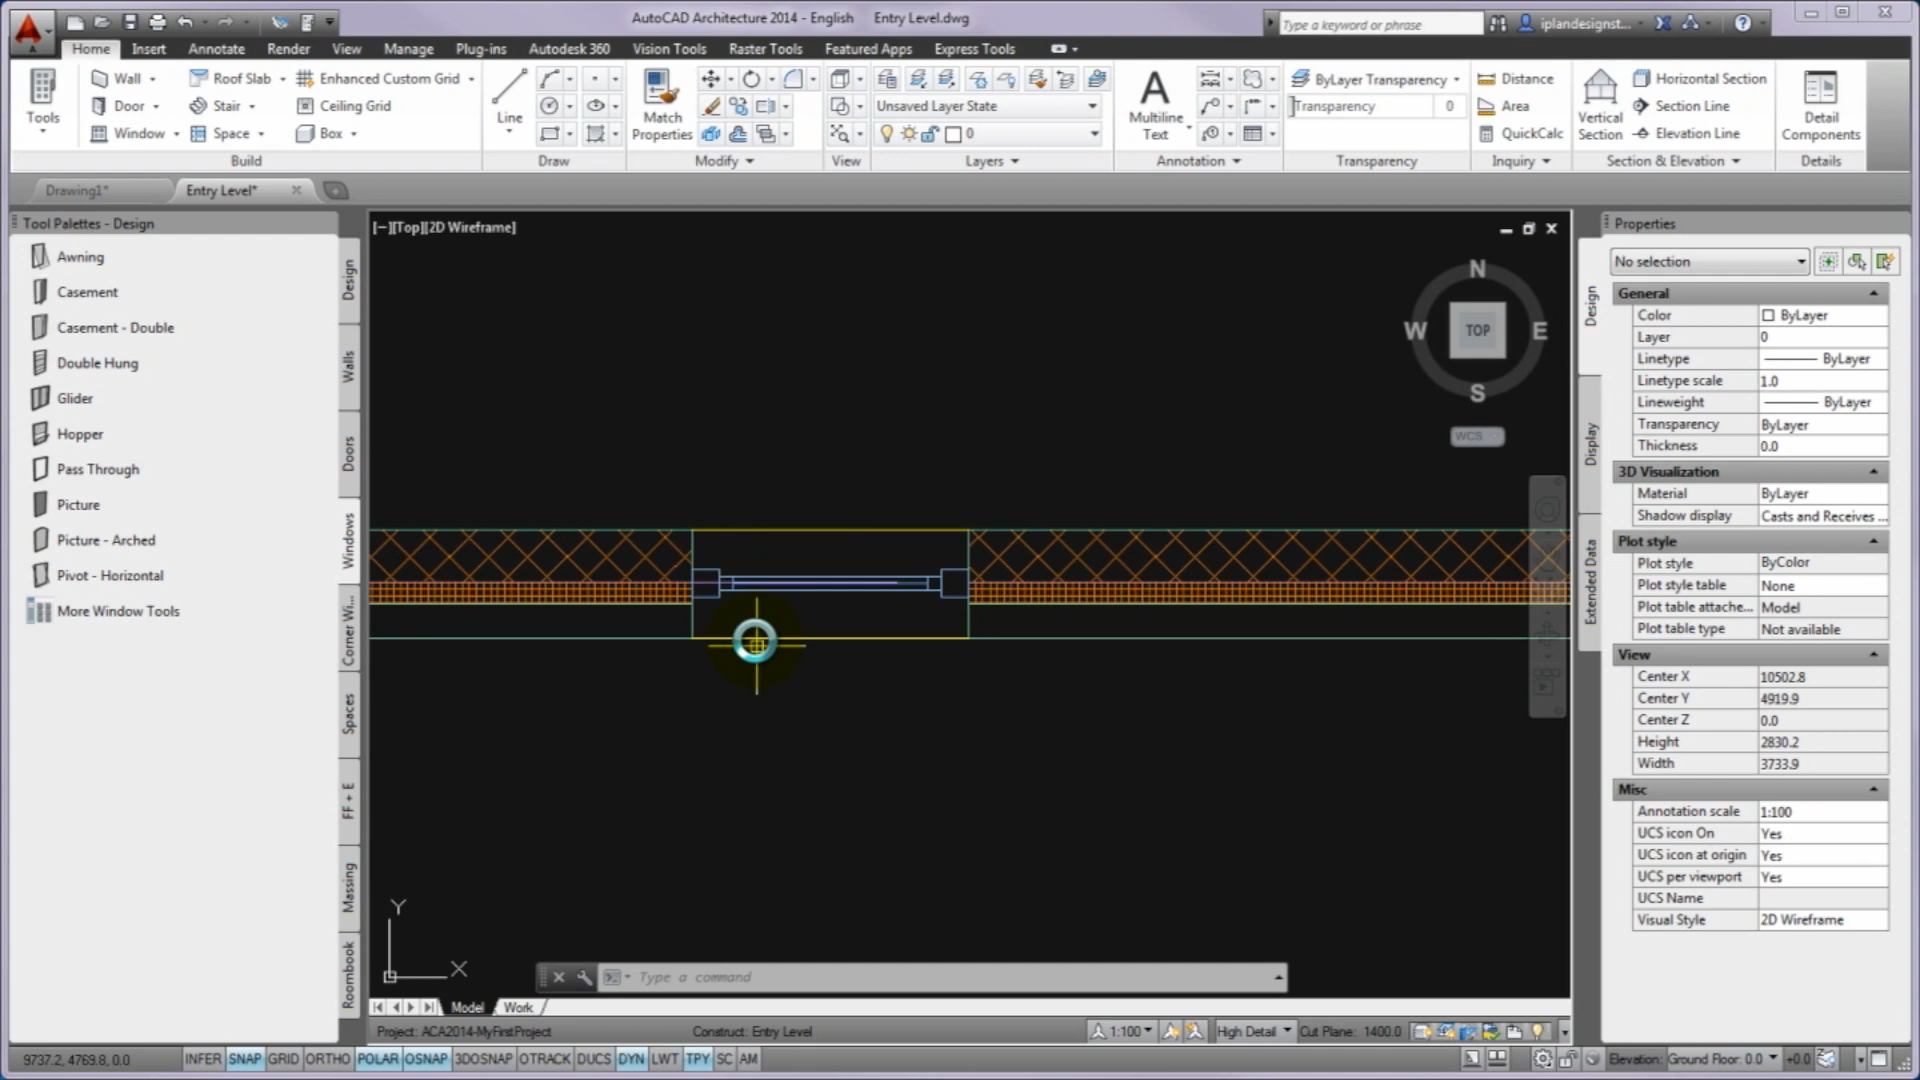 AutoCAD Architecture 2014 - English Entry Level.dwg
Type a keyword or phrase
iplandesignst...
Home Insert Annotate Render View Manage Plug-ins Autodesk 360 Vision Tools Raster Tools Featured Apps Express Tools
Tools
Wall
Roof Slab
Enhanced Custom Grid
Door
Stair
Ceiling Grid
Window
Space
Box
Build
Line
Draw
Match Properties
Modify
View
Unsaved Layer State
0
Layers
A
Multiline Text
Annotation
ByLayer Transparency
Transparency 0
Transparency
Distance
Area
QuickCalc
Inquiry
Vertical Section
Horizontal Section
Section Line
Elevation Line
Section & Elevation
Detail Components
Details
Drawing1*
Entry Level*
Tool Palettes - Design
Awning
Casement
Casement - Double
Double Hung
Glider
Hopper
Pass Through
Picture
Picture - Arched
Pivot - Horizontal
More Window Tools
Design
Walls
Doors
Windows
Corner Wi...
Spaces
FF + E
Massing
Roombook
[−][Top][2D Wireframe]
N
W TOP E
S
WCS
Y
X
Type a command
Model Work
Project: ACA2014-MyFirstProject Construct: Entry Level
1:100 High Detail Cut Plane: 1400.0
9737.2, 4769.8, 0.0 INFER SNAP GRID ORTHO POLAR OSNAP 3DOSNAP OTRACK DUCS DYN LWT TPY SC AM
Elevation: Ground Floor: 0.0 +0.0
Design
Display
Extended Data
Properties
No selection
General
Color ByLayer
Layer 0
Linetype ByLayer
Linetype scale 1.0
Lineweight ByLayer
Transparency ByLayer
Thickness 0.0
3D Visualization
Material ByLayer
Shadow display Casts and Receives ...
Plot style
Plot style ByColor
Plot style table None
Plot table attache... Model
Plot table type Not available
View
Center X 10502.8
Center Y 4919.9
Center Z 0.0
Height 2830.2
Width 3733.9
Misc
Annotation scale 1:100
UCS icon On Yes
UCS icon at origin Yes
UCS per viewport Yes
UCS Name
Visual Style 2D Wireframe